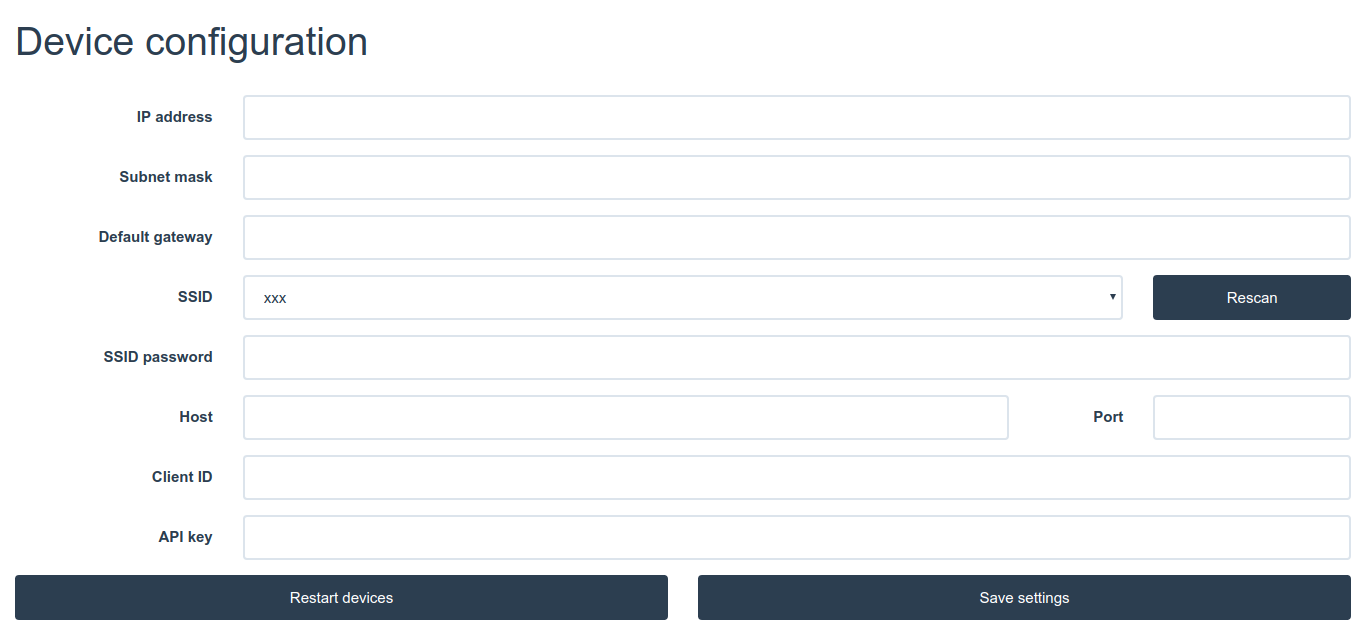 Device configuration
IP address
Subnet mask
Default gateway
SSID xxx Rescan
SSID password
Host Port
Client ID
API key
Restart devices Save settings